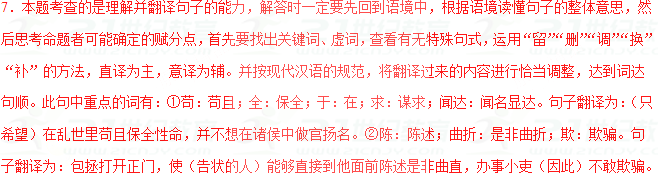 7．本题考查的是理解并翻译句子的能力，解答时一定要先回到语境中，根据语境读懂句子的整体意思，然
后思考命题者可能确定的赋分点，首先要找出关键词、虚词，查看有无特殊句式，运用“留”“删”“调”“换”
“补”的方法，直译为主，意译为辅。并按现代汉语的规范，将翻译过来的内容进行恰当调整，达到词达
句顺。此句中重点的词有：①苟：苟且；全：保全；于：在；求：谋求；闻达：闻名显达。句子翻译为：（只
希望）在乱世里苟且保全性命，并不想在诸侯中做官扬名。②陈：陈述；曲折：是非曲折；欺：欺骗。句
子翻译为：包拯打开正门，使（告状的人）能够直接到他面前陈述是非曲直，办事小吏（因此）不敢欺骗。